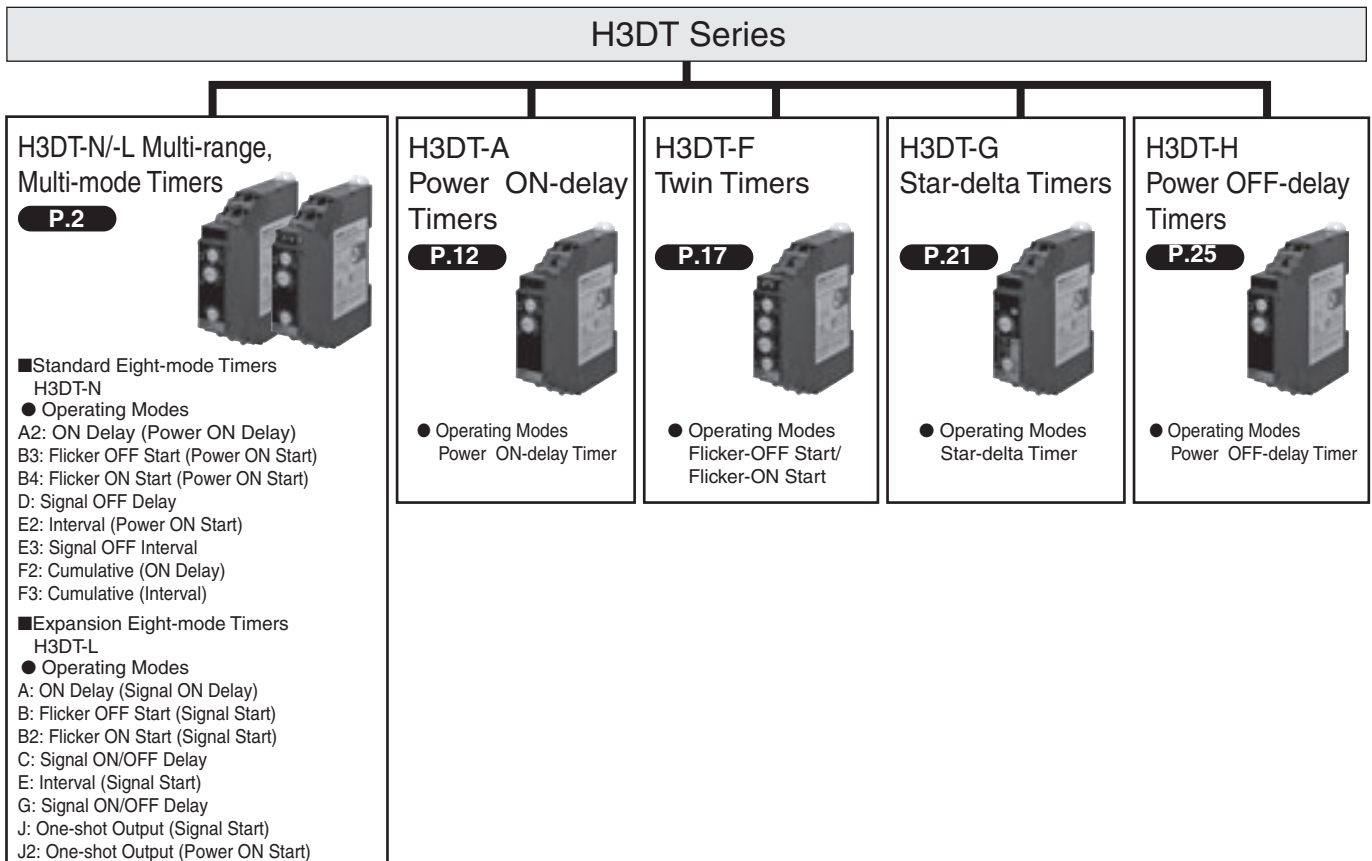 H3DT Series
H3DT-N/-L Multi-range,
Multi-mode Timers
P.2
■Standard Eight-mode Timers
H3DT-N
● Operating Modes
A2: ON Delay (Power ON Delay)
B3: Flicker OFF Start (Power ON Start)
B4: Flicker ON Start (Power ON Start)
D: Signal OFF Delay
E2: Interval (Power ON Start)
E3: Signal OFF Interval
F2: Cumulative (ON Delay)
F3: Cumulative (Interval)
■Expansion Eight-mode Timers
H3DT-L
● Operating Modes
A: ON Delay (Signal ON Delay)
B: Flicker OFF Start (Signal Start)
B2: Flicker ON Start (Signal Start)
C: Signal ON/OFF Delay
E: Interval (Signal Start)
G: Signal ON/OFF Delay
J: One-shot Output (Signal Start)
J2: One-shot Output (Power ON Start)
H3DT-A
Power ON-delay
Timers
P.12
● Operating Modes
Power ON-delay Timer
H3DT-F
Twin Timers
P.17
● Operating Modes
Flicker-OFF Start/
Flicker-ON Start
H3DT-G
Star-delta Timers
P.21
● Operating Modes
Star-delta Timer
H3DT-H
Power OFF-delay
Timers
P.25
● Operating Modes
Power OFF-delay Timer